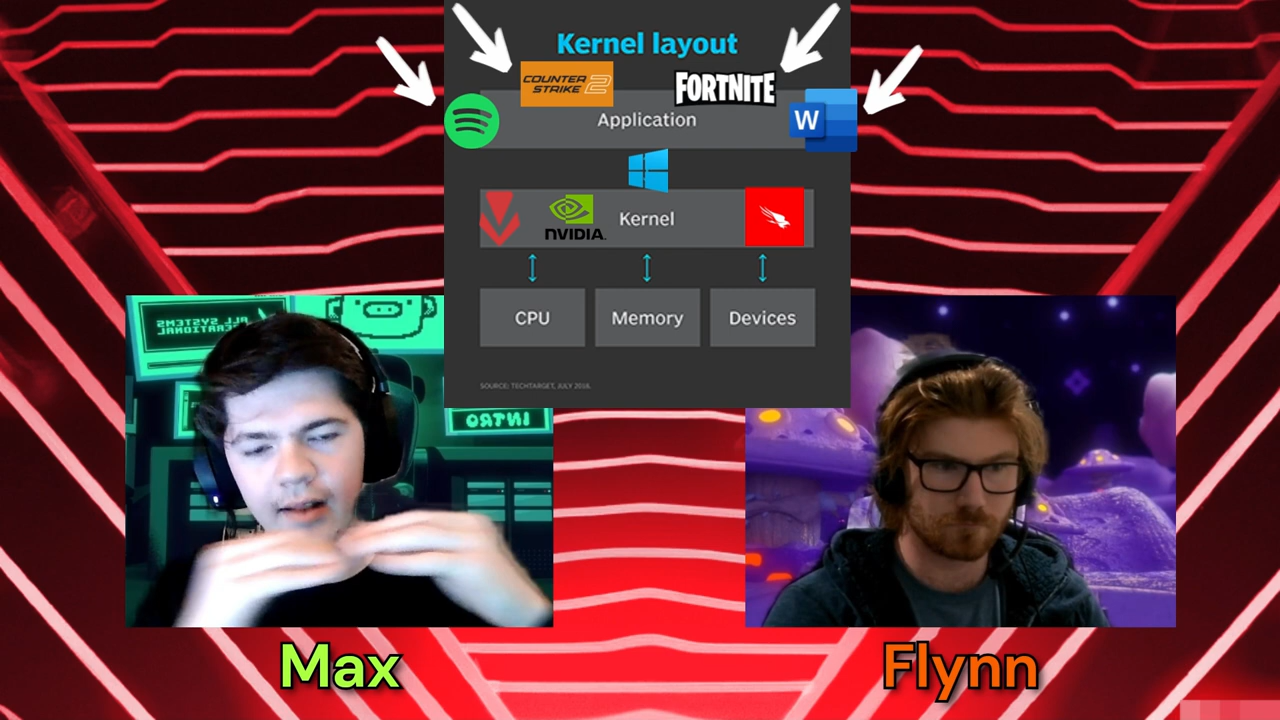 Kernel layout
COUNTER
STRIKE 2
FORTNITE
Application
W
NVIDIA.
Kernel
CPU
Memory
Devices
SOURCE: TECHTARGET, JULY 2018.
ALL SYSTEMS
OPERATIONAL
INTRO
Max
Flynn